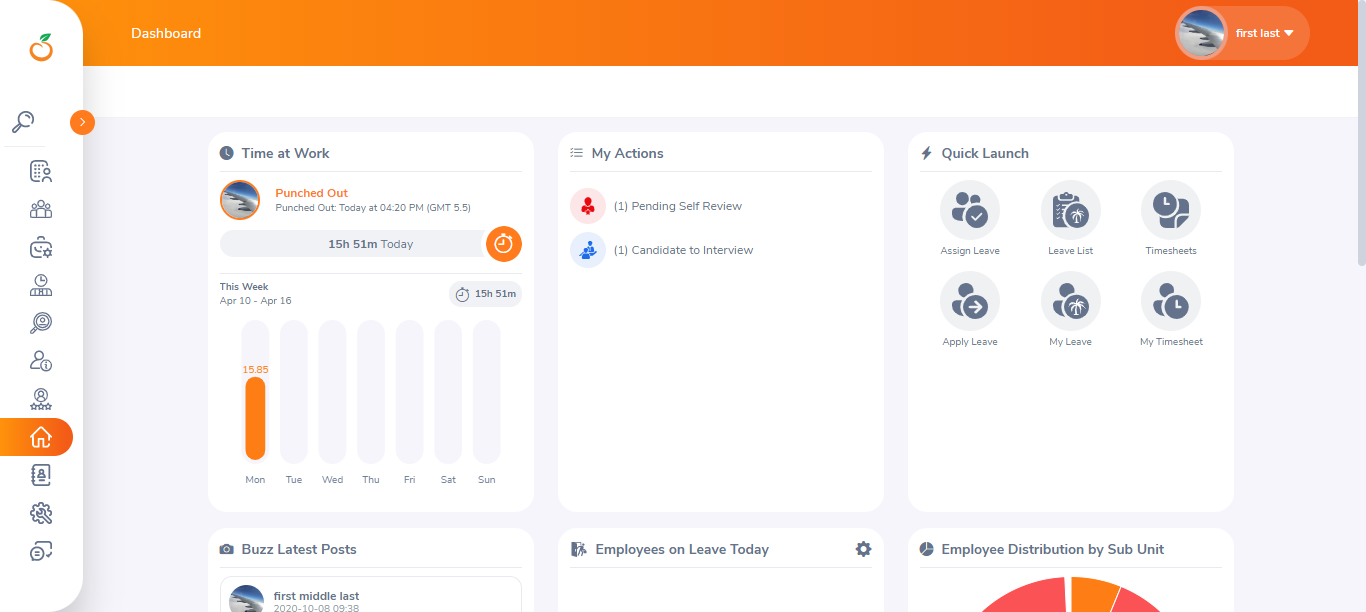 Dashboard
first last
Time at Work
Punched Out
Punched Out: Today at 04:20 PM (GMT 5.5)
15h 51m Today
This Week
Apr 10 - Apr 16
15h 51m
15.85
Mon Tue Wed Thu Fri Sat Sun
My Actions
(1) Pending Self Review
(1) Candidate to Interview
Quick Launch
Assign Leave Leave List Timesheets
Apply Leave My Leave My Timesheet
Buzz Latest Posts
first middle last
2020-10-08 09:38
Employees on Leave Today
Employee Distribution by Sub Unit